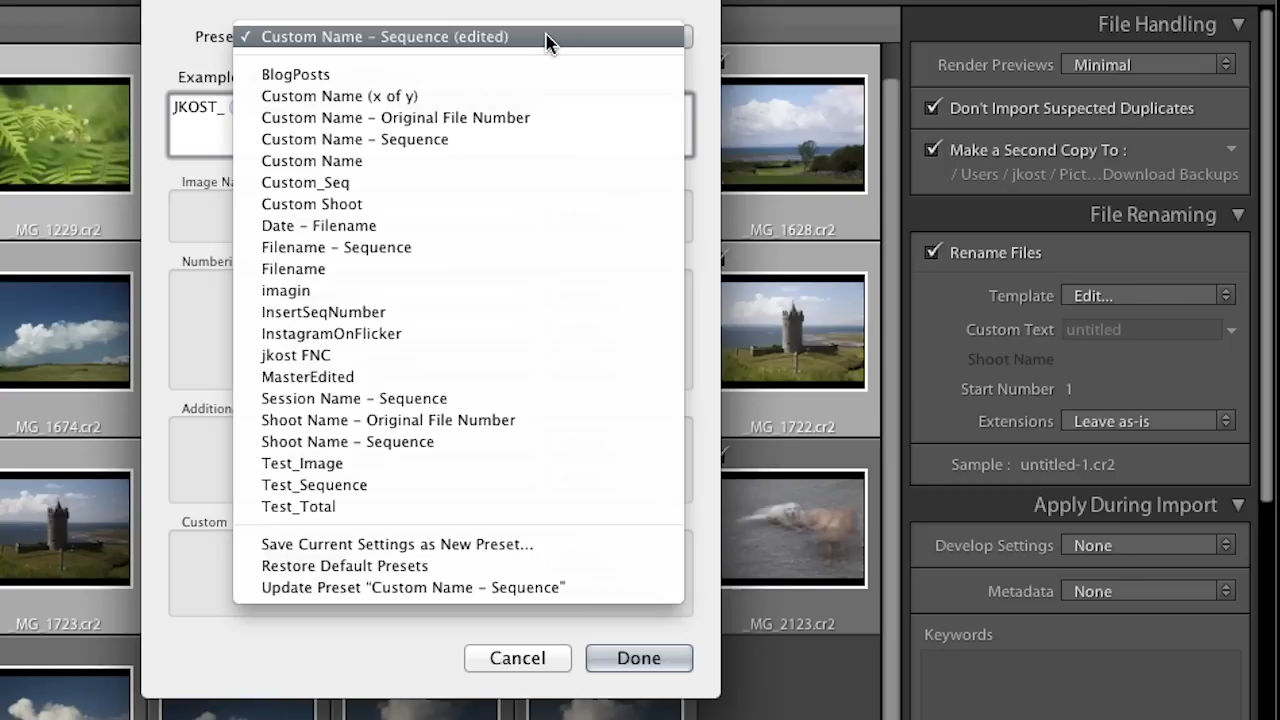 Prese
✓ Custom Name – Sequence (edited)
Example
JKOST_
BlogPosts
Custom Name (x of y)
Custom Name – Original File Number
Custom Name – Sequence
Custom Name
Custom_Seq
Custom Shoot
Date – Filename
Filename – Sequence
Filename
imagin
InsertSeqNumber
InstagramOnFlicker
jkost FNC
MasterEdited
Session Name – Sequence
Shoot Name – Original File Number
Shoot Name – Sequence
Test_Image
Test_Sequence
Test_Total
Save Current Settings as New Preset...
Restore Default Presets
Update Preset “Custom Name – Sequence”
Image Na
Numberi
Addition
Custom
Cancel
Done
_MG_1229.cr2
_MG_1674.cr2
_MG_1723.cr2
_MG_1628.cr2
_MG_1722.cr2
_MG_2123.cr2
File Handling
Render Previews Minimal
Don't Import Suspected Duplicates
Make a Second Copy To :
/ Users / jkost / Pict...Download Backups
File Renaming
Rename Files
Template Edit...
Custom Text untitled
Shoot Name
Start Number 1
Extensions Leave as-is
Sample : untitled-1.cr2
Apply During Import
Develop Settings None
Metadata None
Keywords